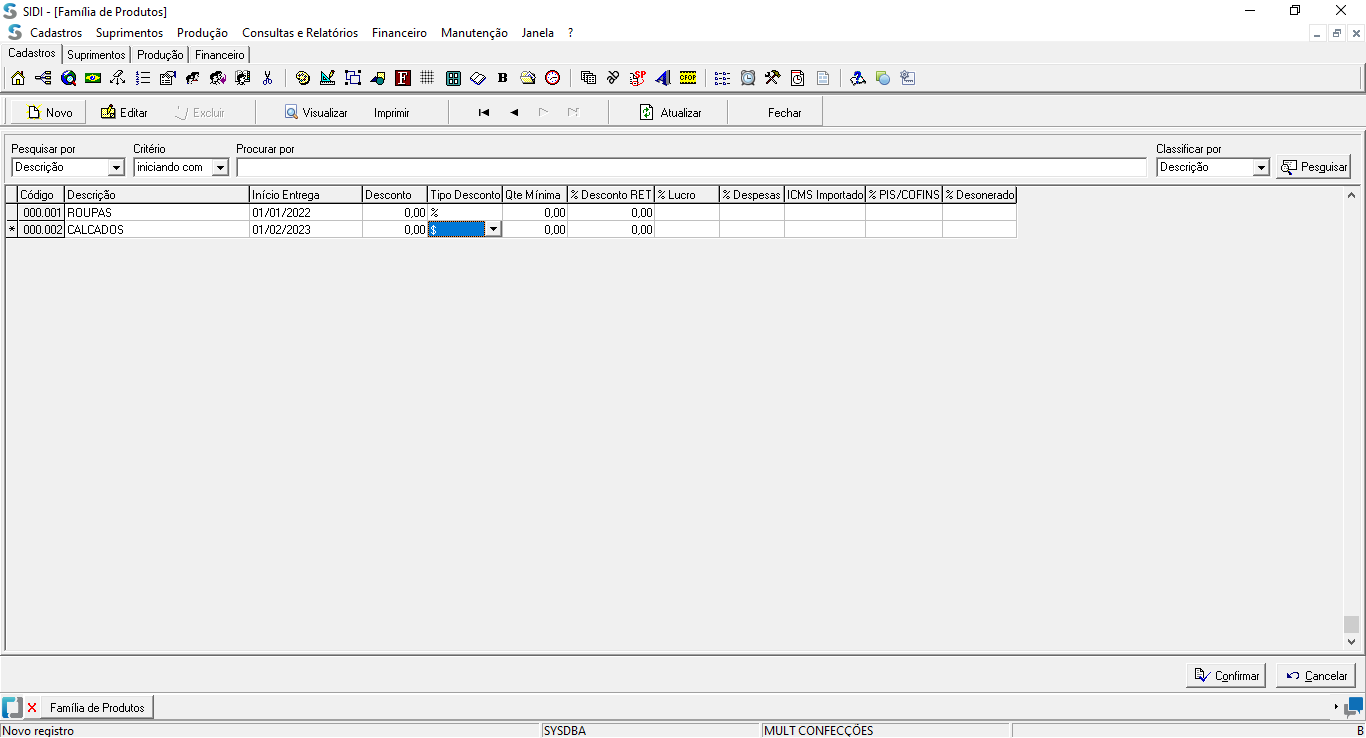 SIDI - [Família de Produtos]
Cadastros Suprimentos Produção Consultas e Relatórios Financeiro Manutenção Janela ?
Cadastros Suprimentos Produção Financeiro
F B SP CFOP
Novo Editar Excluir Visualizar Imprimir Atualizar Fechar
Pesquisar por Critério Procurar por Classificar por
Descrição iniciando com Descrição Pesquisar
Código Descrição Início Entrega Desconto Tipo Desconto Qte Mínima % Desconto RET % Lucro % Despesas ICMS Importado % PIS/COFINS % Desonerado
000.001 ROUPAS 01/01/2022 0,00 % 0,00 0,00
* 000.002 CALCADOS 01/02/2023 0,00 $ 0,00 0,00
Confirmar Cancelar
Família de Produtos
Novo registro SYSDBA MULT CONFECÇÕES B